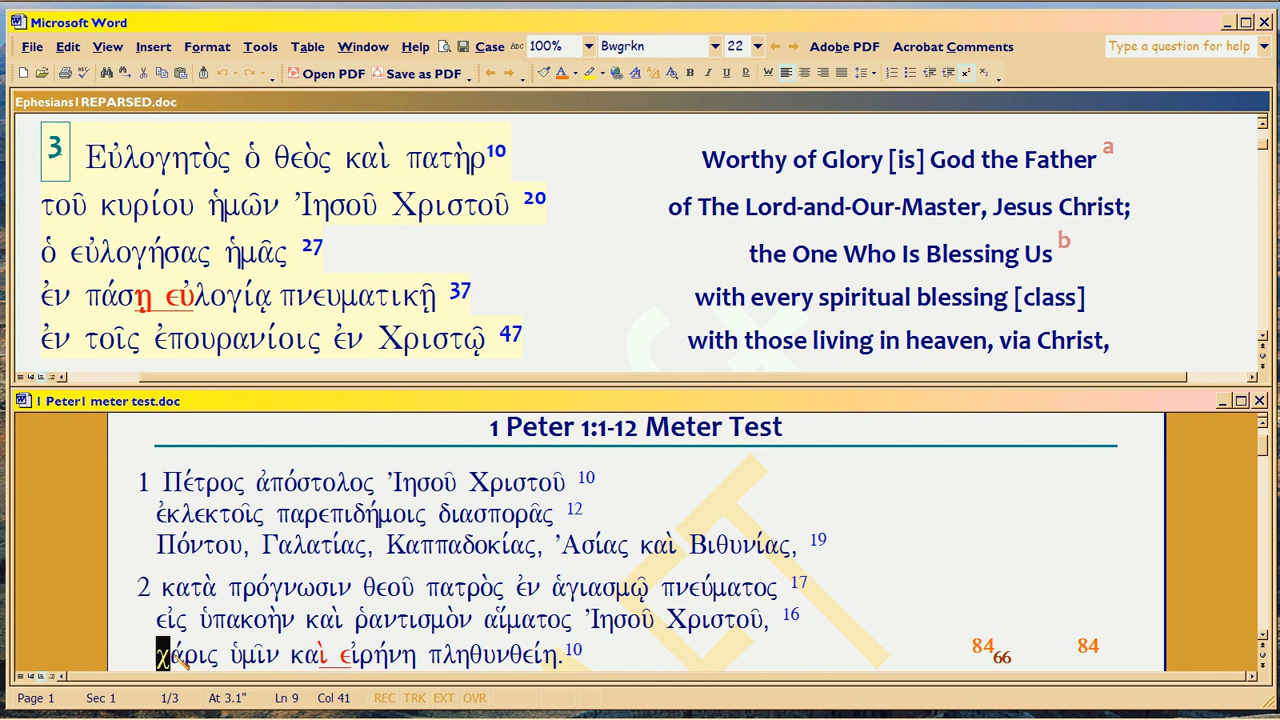 Microsoft Word
File Edit View Insert Format Tools Table Window Help Case ABC 100% Bwgrkn 22 Adobe PDF Acrobat Comments Type a question for help
Open PDF Save as PDF
Ephesians1REPARSED.doc
3 Εὐλογητὸς ὁ θεὸς καὶ πατὴρ 10 Worthy of Glory [is] God the Father a
τοῦ κυρίου ἡμῶν Ἰησοῦ Χριστοῦ 20 of The Lord-and-Our-Master, Jesus Christ;
ὁ εὐλογήσας ἡμᾶς 27 the One Who Is Blessing Us b
ἐν πάσῃ εὐλογίᾳ πνευματικῇ 37 with every spiritual blessing [class]
ἐν τοῖς ἐπουρανίοις ἐν Χριστῷ 47 with those living in heaven, via Christ,
1 Peter1 meter test.doc
1 Peter 1:1-12 Meter Test
1 Πέτρος ἀπόστολος Ἰησοῦ Χριστοῦ 10
ἐκλεκτοῖς παρεπιδήμοις διασπορᾶς 12
Πόντου, Γαλατίας, Καππαδοκίας, Ἀσίας καὶ Βιθυνίας, 19
2 κατὰ πρόγνωσιν θεοῦ πατρὸς ἐν ἁγιασμῷ πνεύματος 17
εἰς ὑπακοὴν καὶ ῥαντισμὸν αἵματος Ἰησοῦ Χριστοῦ, 16
χάρις ὑμῖν καὶ εἰρήνη πληθυνθείη. 10 84 66 84
Page 1 Sec 1 1/3 At 3.1" Ln 9 Col 41 REC TRK EXT OVR